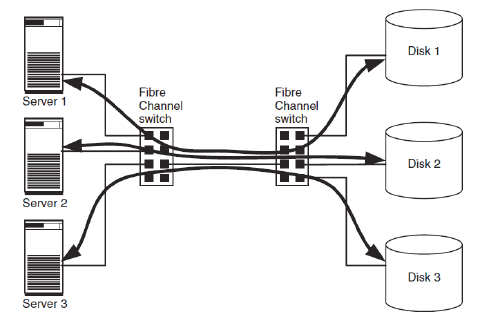 Server 1
Server 2
Server 3
Fibre
Channel
switch
Fibre
Channel
switch
Disk 1
Disk 2
Disk 3